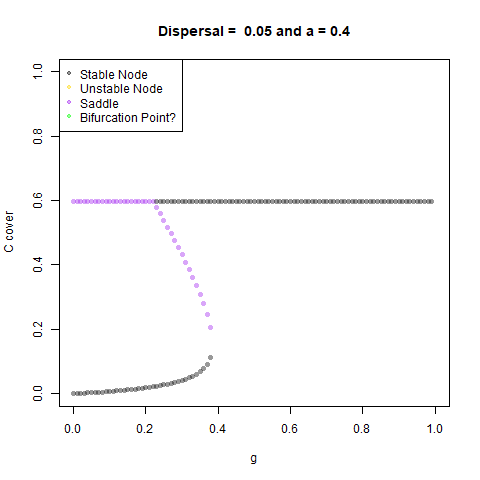 Dispersal =  0.05 and a = 0.4
Stable Node
Unstable Node
Saddle
Bifurcation Point?
C cover
1.0
0.8
0.6
0.4
0.2
0.0
0.0 0.2 0.4 0.6 0.8 1.0
g